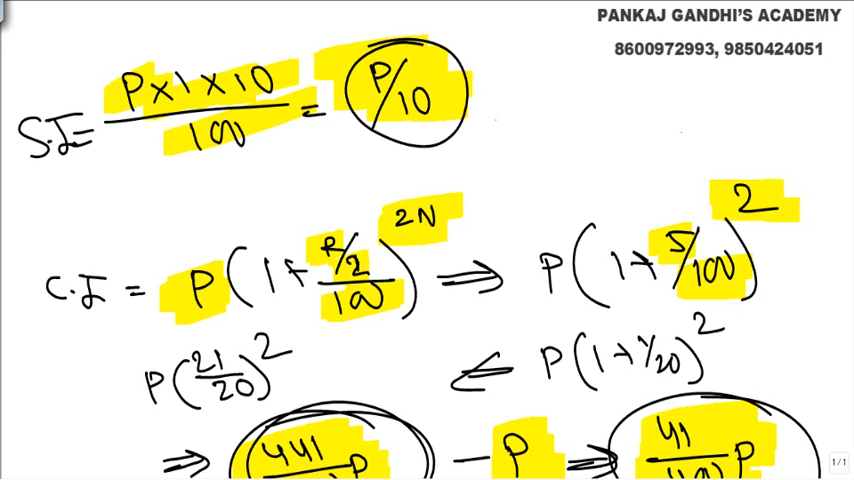 PANKAJ GANDHI'S ACADEMY
8600972993, 9850424051
S.I = P×1×10/100 = P/10
C.I = P(1+R/2/100)^2N ⟹ P(1+5/100)^2
P(21/20)^2 ⟸ P(1+1/20)^2
⟹ 441 P − P ⟹ 41 P
1/1